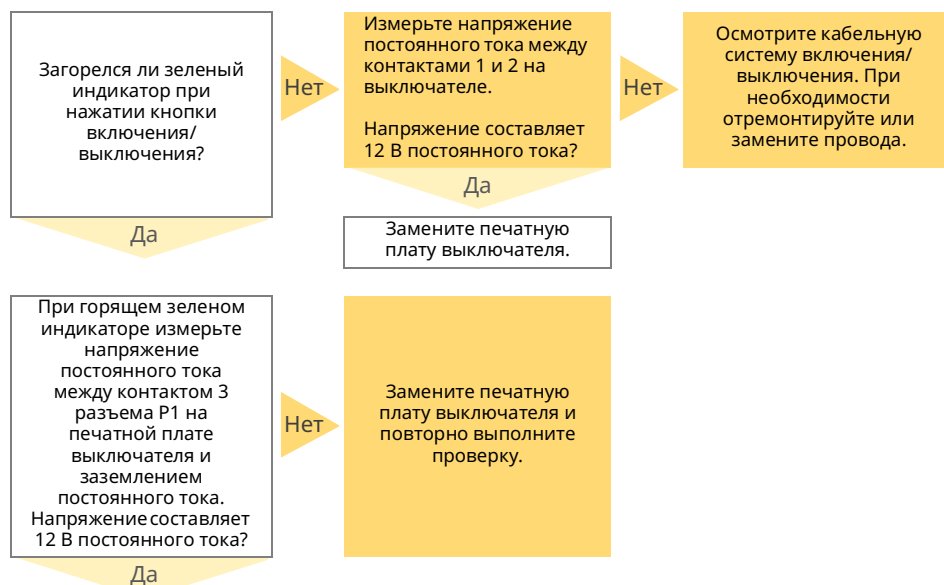 Загорелся ли зеленый
индикатор при
нажатии кнопки
включения/
выключения?
Нет
Измерьте напряжение
постоянного тока между
контактами 1 и 2 на
выключателе.
Напряжение составляет
12 В постоянного тока?
Нет
Осмотрите кабельную
систему включения/
выключения. При
необходимости
отремонтируйте или
замените провода.
Да
Да
Замените печатную
плату выключателя.
При горящем зеленом
индикаторе измерьте
напряжение
постоянного тока
между контактом 3
разъема P1 на
печатной плате
выключателя и
заземлением
постоянного тока.
Напряжение составляет
12 В постоянного тока?
Нет
Замените печатную
плату выключателя и
повторно выполните
проверку.
Да